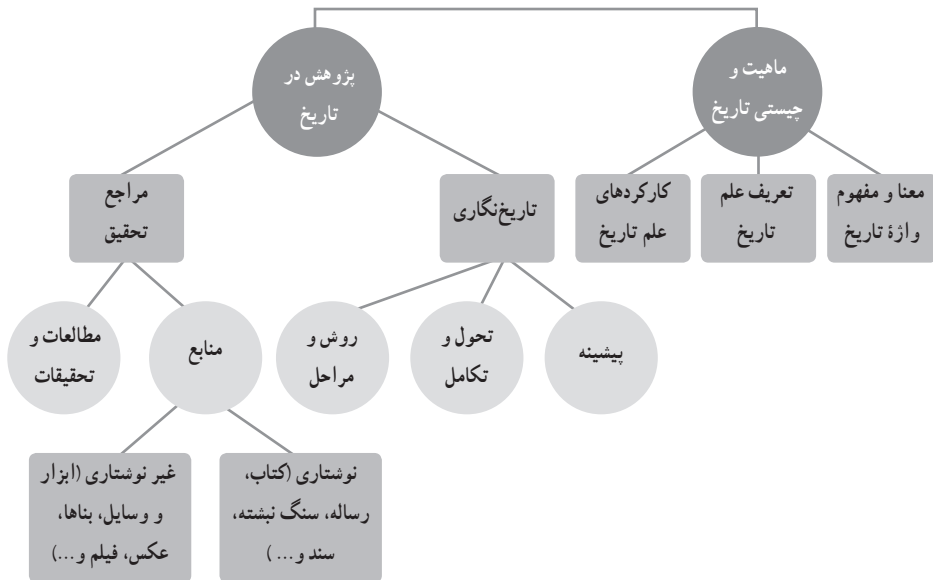 ماهیت و
چیستی تاریخ
پژوهش در
تاریخ
معنا و مفهوم
واژهٔ تاریخ
تعریف علم
تاریخ
کارکردهای
علم تاریخ
تاریخ‌نگاری
مراجع
تحقیق
پیشینه
تحول و
تکامل
روش و
مراحل
منابع
مطالعات و
تحقیقات
نوشتاری (کتاب،
رساله، سنگ نبشته،
سند و... )
غیر نوشتاری (ابزار
و وسایل، بناها،
عکس، فیلم و...)